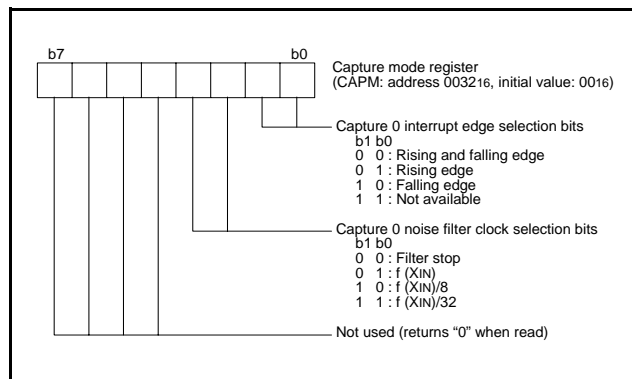 b7 b0
Capture mode register
(CAPM: address 003216, initial value: 0016)
Capture 0 interrupt edge selection bits
b1 b0
0 0 : Rising and falling edge
0 1 : Rising edge
1 0 : Falling edge
1 1 : Not available
Capture 0 noise filter clock selection bits
b1 b0
0 0 : Filter stop
0 1 : f (XIN)
1 0 : f (XIN)/8
1 1 : f (XIN)/32
Not used (returns “0” when read)